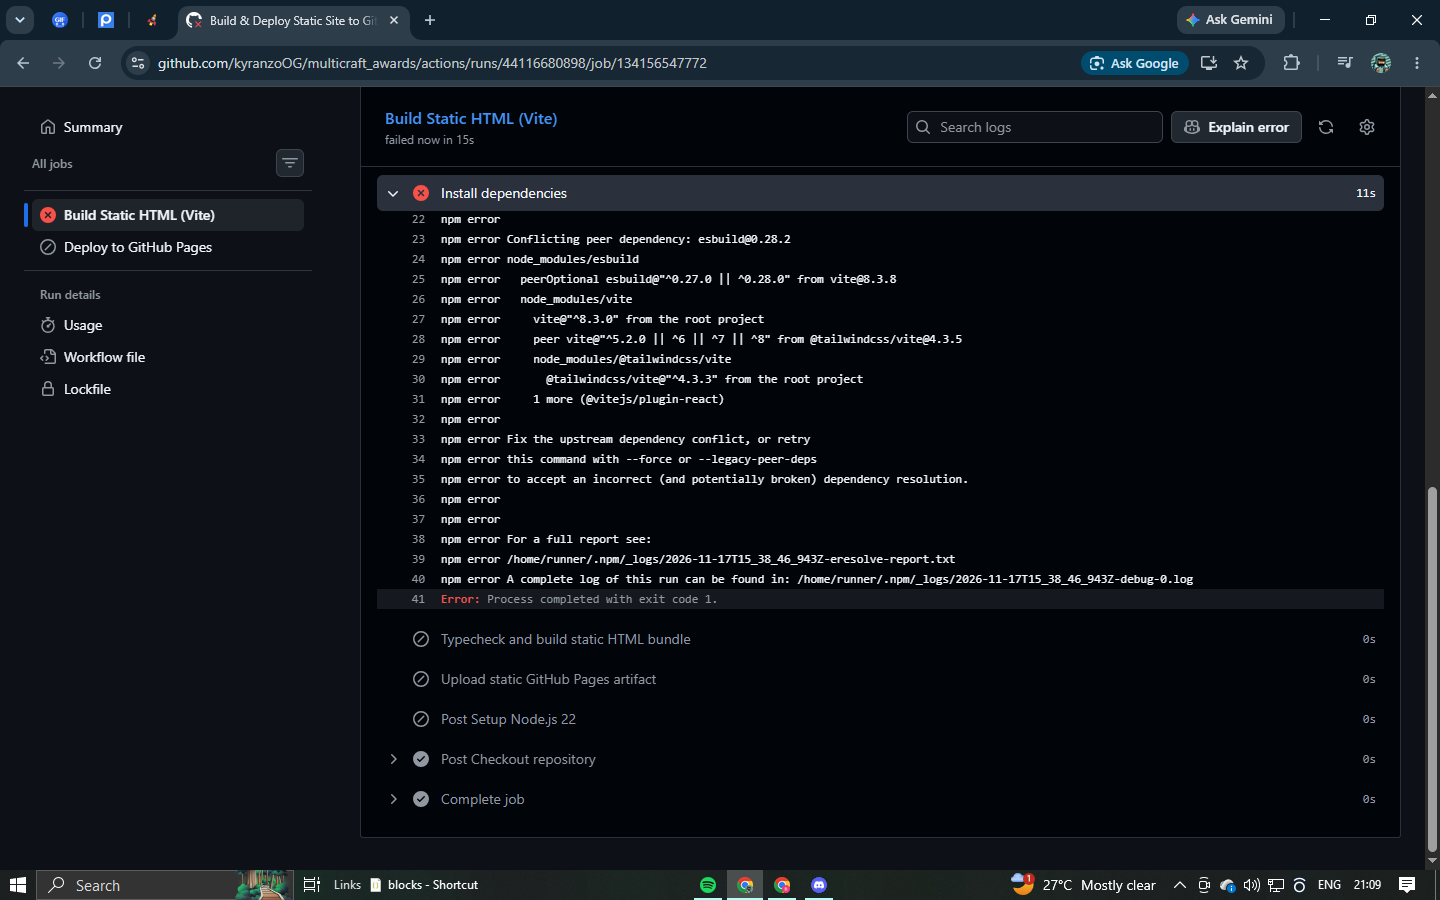 Build & Deploy Static Site to Gi
Ask Gemini
github.com/kyranzoOG/multicraft_awards/actions/runs/44116680898/job/134156547772
Ask Google
Summary
All jobs
Build Static HTML (Vite)
Deploy to GitHub Pages
Run details
Usage
Workflow file
Lockfile
Build Static HTML (Vite)
failed now in 15s
Search logs
Explain error
Install dependencies
11s
22 npm error
23 npm error Conflicting peer dependency: esbuild@0.28.2
24 npm error node_modules/esbuild
25 npm error   peerOptional esbuild@"^0.27.0 || ^0.28.0" from vite@8.3.8
26 npm error   node_modules/vite
27 npm error     vite@"^8.3.0" from the root project
28 npm error     peer vite@"^5.2.0 || ^6 || ^7 || ^8" from @tailwindcss/vite@4.3.5
29 npm error     node_modules/@tailwindcss/vite
30 npm error       @tailwindcss/vite@"^4.3.3" from the root project
31 npm error     1 more (@vitejs/plugin-react)
32 npm error
33 npm error Fix the upstream dependency conflict, or retry
34 npm error this command with --force or --legacy-peer-deps
35 npm error to accept an incorrect (and potentially broken) dependency resolution.
36 npm error
37 npm error
38 npm error For a full report see:
39 npm error /home/runner/.npm/_logs/2026-11-17T15_38_46_943Z-eresolve-report.txt
40 npm error A complete log of this run can be found in: /home/runner/.npm/_logs/2026-11-17T15_38_46_943Z-debug-0.log
41 Error: Process completed with exit code 1.
Typecheck and build static HTML bundle
0s
Upload static GitHub Pages artifact
0s
Post Setup Node.js 22
0s
Post Checkout repository
0s
Complete job
0s
Search
Links
blocks - Shortcut
1
27°C Mostly clear
ENG
21:09